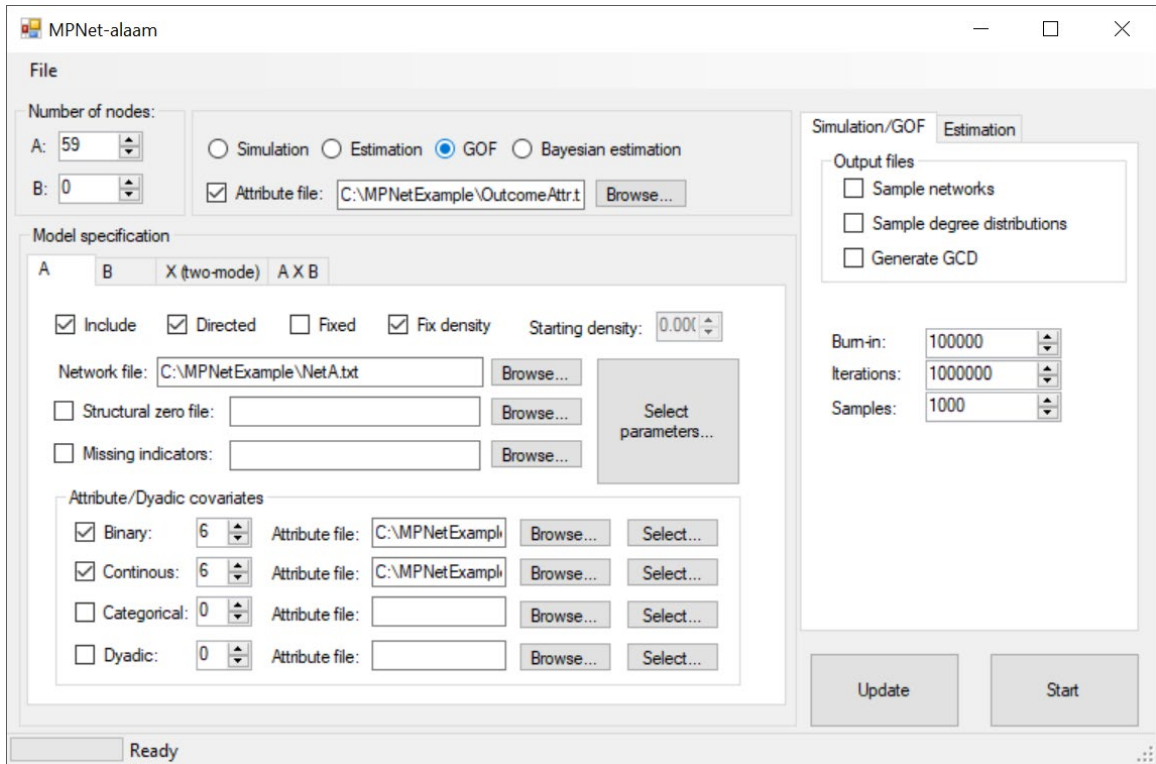 MPNet-alaam
File
Number of nodes:
A: 59
B: 0
Simulation Estimation GOF Bayesian estimation
Attribute file: C:\MPNetExample\OutcomeAttr.t Browse...
Model specification
A B X (two-mode) A X B
Include Directed Fixed Fix density Starting density: 0.00(
Network file: C:\MPNetExample\NetA.txt Browse...
Structural zero file: Browse...
Missing indicators: Browse...
Select
parameters...
Attribute/Dyadic covariates
Binary: 6 Attribute file: C:\MPNetExampl Browse... Select...
Continous: 6 Attribute file: C:\MPNetExampl Browse... Select...
Categorical: 0 Attribute file: Browse... Select...
Dyadic: 0 Attribute file: Browse... Select...
Simulation/GOF Estimation
Output files
Sample networks
Sample degree distributions
Generate GCD
Burn-in: 100000
Iterations: 1000000
Samples: 1000
Update Start
Ready